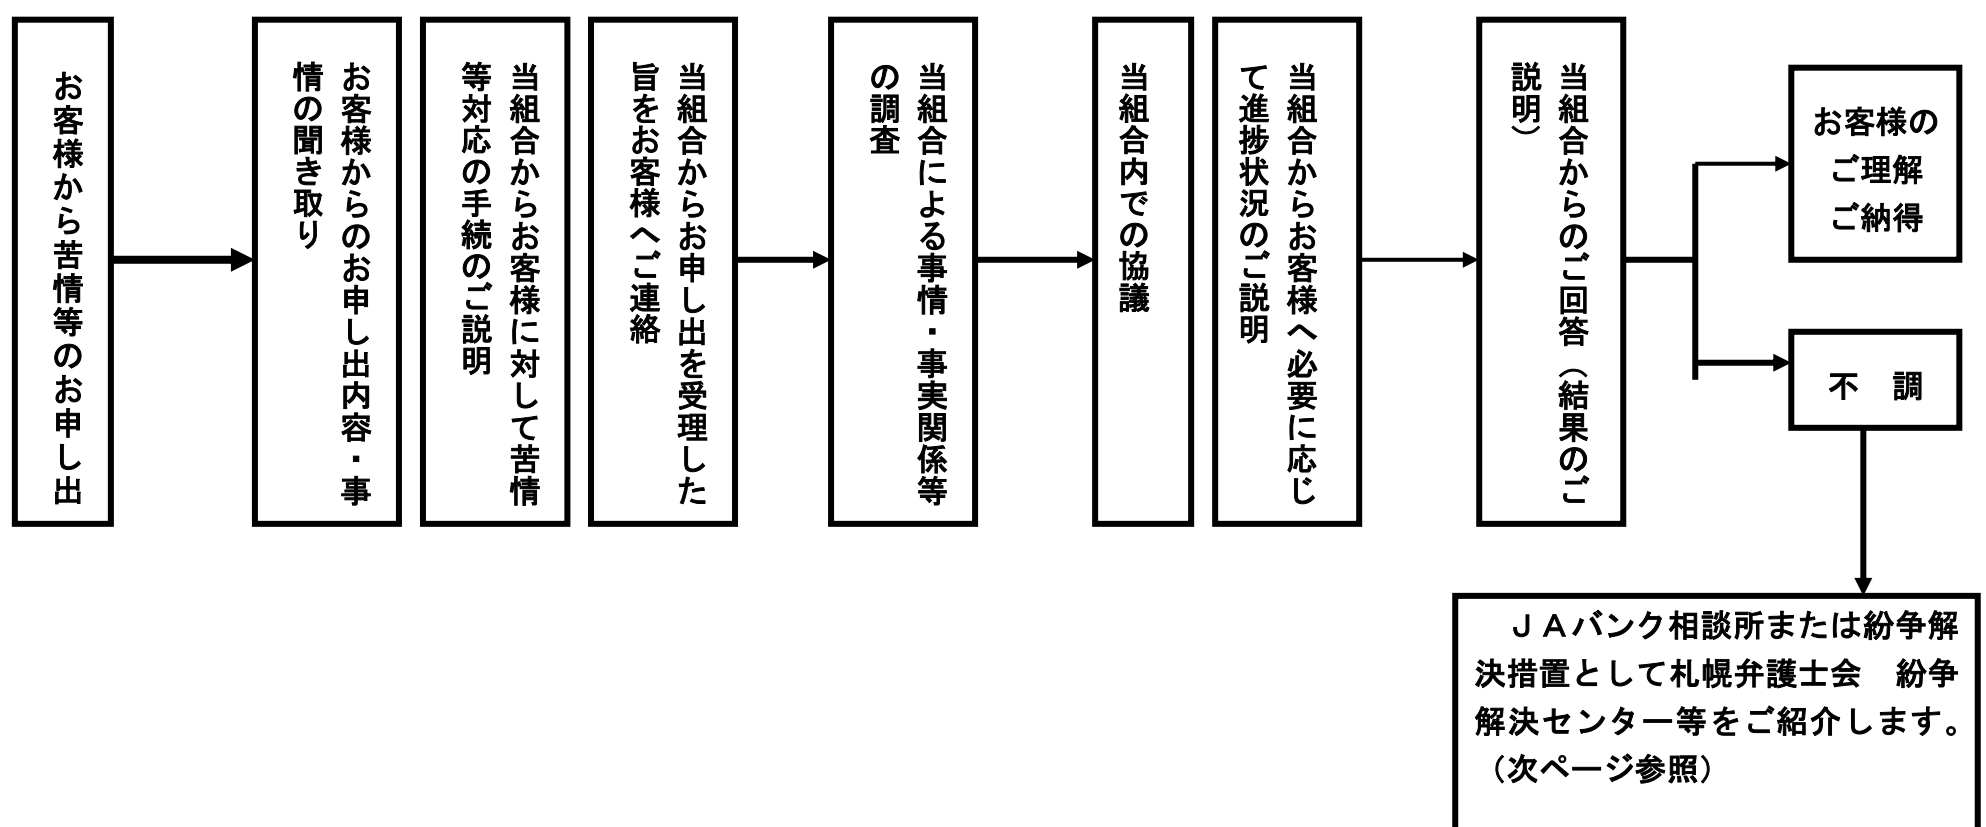 お客様から苦情等のお申し出
お客様からのお申し出内容・事
情の聞き取り
当組合からお客様に対して苦情
等対応の手続のご説明
当組合からお申し出を受理した
旨をお客様へご連絡
当組合による事情・事実関係等
の調査
当組合内での協議
当組合からお客様へ必要に応じ
て進捗状況のご説明
当組合からのご回答（結果のご
説明）
お客様の
ご理解
ご納得
不　調
ＪＡバンク相談所または紛争解
決措置として札幌弁護士会　紛争
解決センター等をご紹介します。
（次ページ参照）